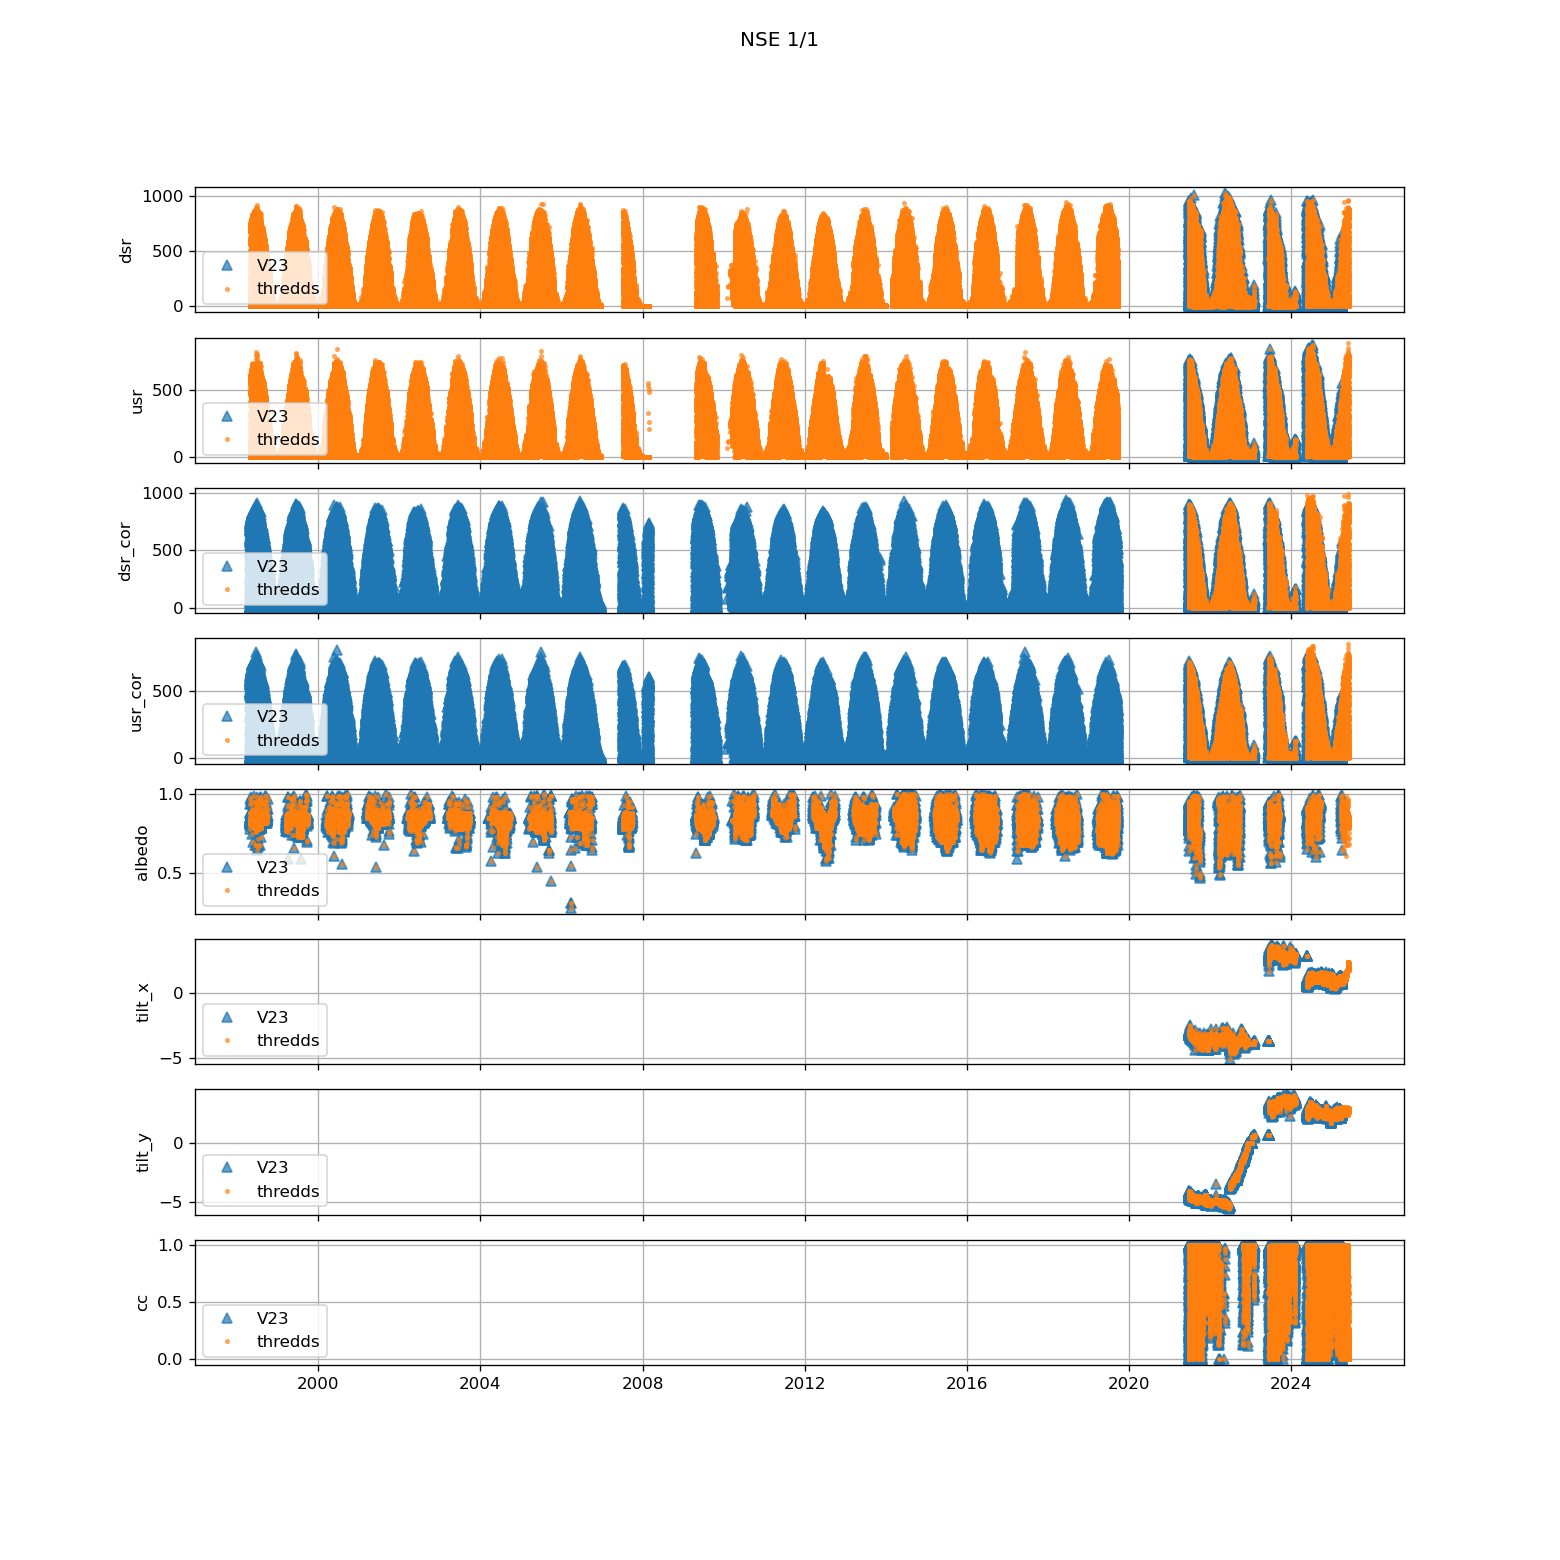 NSE 1/1
1000
500
0
dsr
V23
thredds
500
0
usr
V23
thredds
1000
500
0
dsr_cor
V23
thredds
500
0
usr_cor
V23
thredds
1.0
0.5
albedo
V23
thredds
0
−5
tilt_x
V23
thredds
0
−5
tilt_y
V23
thredds
1.0
0.5
0.0
cc
V23
thredds
2000 2004 2008 2012 2016 2020 2024